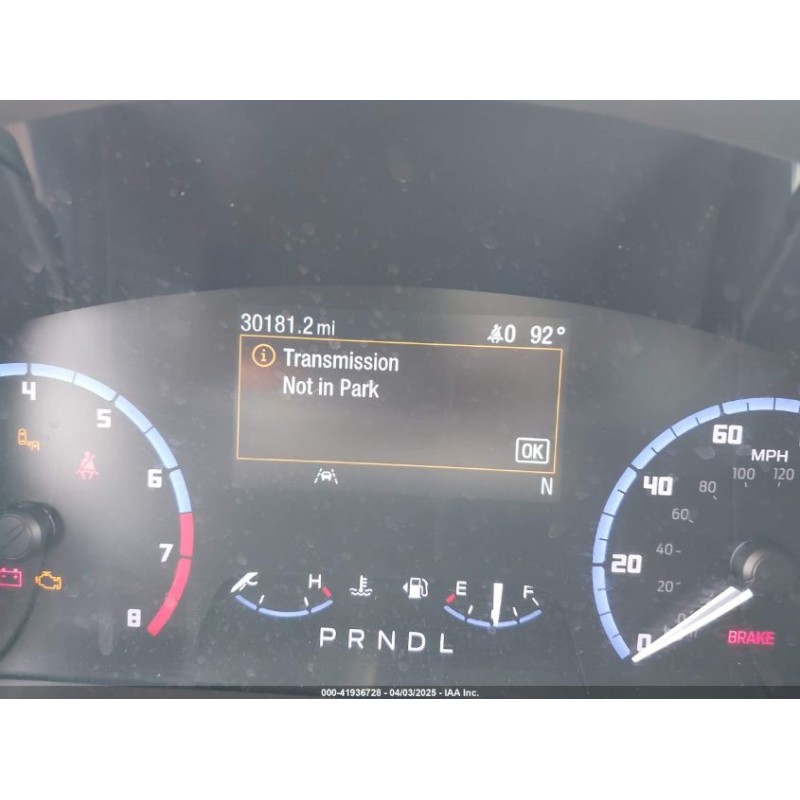 30181.2 mi 0 92°
Transmission
Not in Park
OK
N
4
5
6
7
8
H
E F
P R N D L
60
40
20
0
MPH
100 120
80
60
40
20
BRAKE
000-41936728 - 04/03/2025 - IAA Inc.